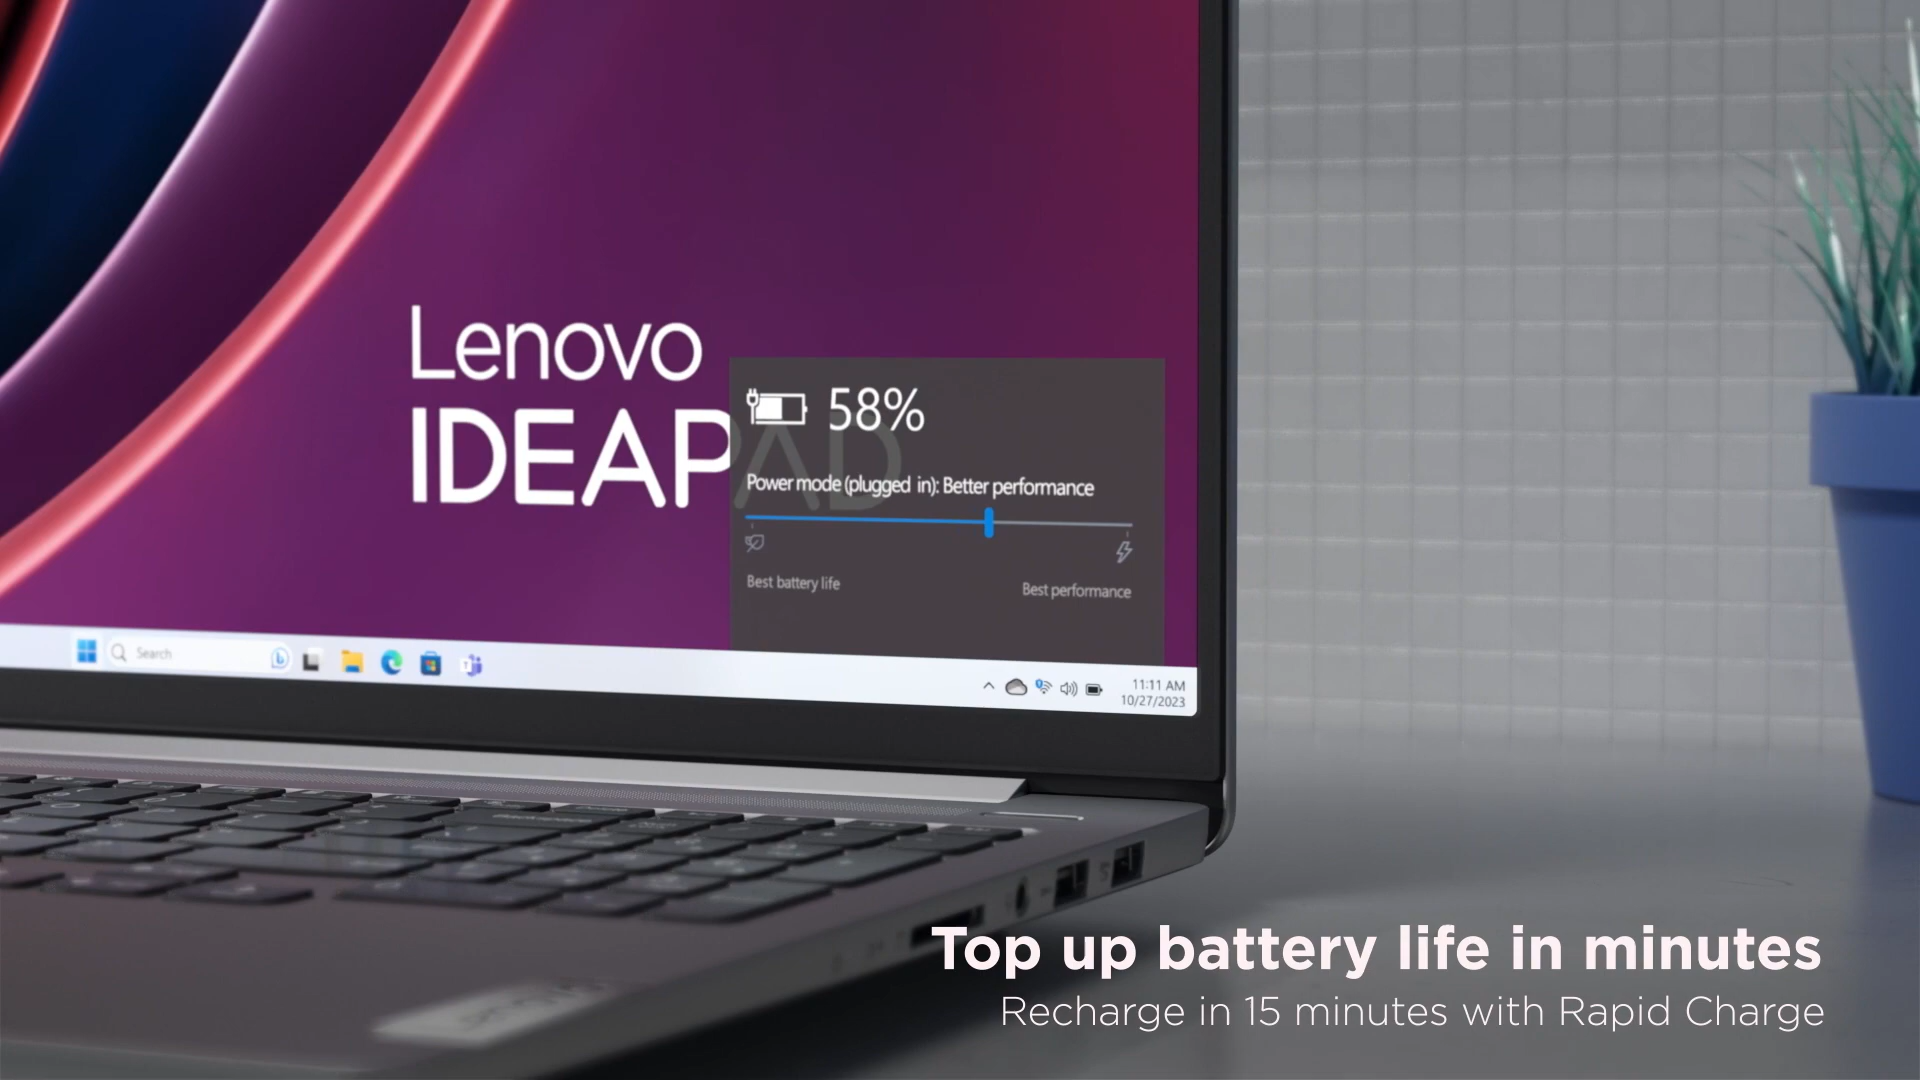 Lenovo
IDEAPAD
58%
Power mode (plugged in): Better performance
Best battery life
Best performance
Search
11:11 AM
10/27/2023
Top up battery life in minutes
Recharge in 15 minutes with Rapid Charge